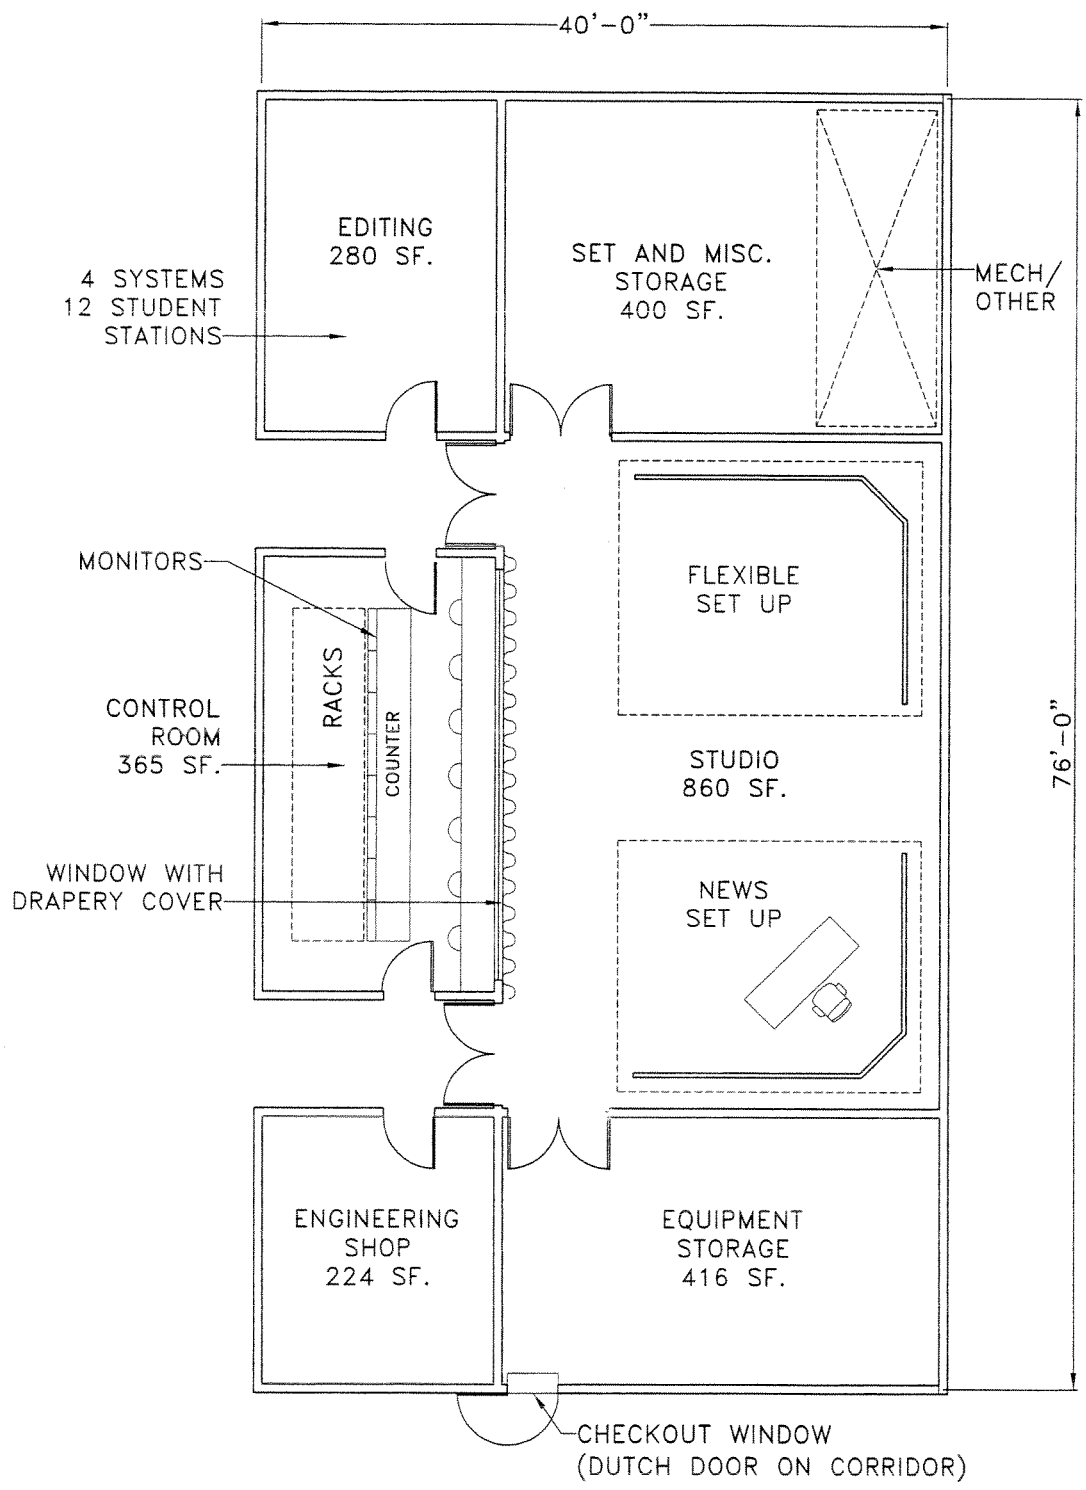 40'-0"
EDITING
280 SF.
SET AND MISC.
STORAGE
400 SF.
4 SYSTEMS
12 STUDENT
STATIONS
MECH/
OTHER
MONITORS
FLEXIBLE
SET UP
RACKS
CONTROL
ROOM
365 SF.
COUNTER
STUDIO
860 SF.
76'-0"
WINDOW WITH
DRAPERY COVER
NEWS
SET UP
ENGINEERING
SHOP
224 SF.
EQUIPMENT
STORAGE
416 SF.
CHECKOUT WINDOW
(DUTCH DOOR ON CORRIDOR)